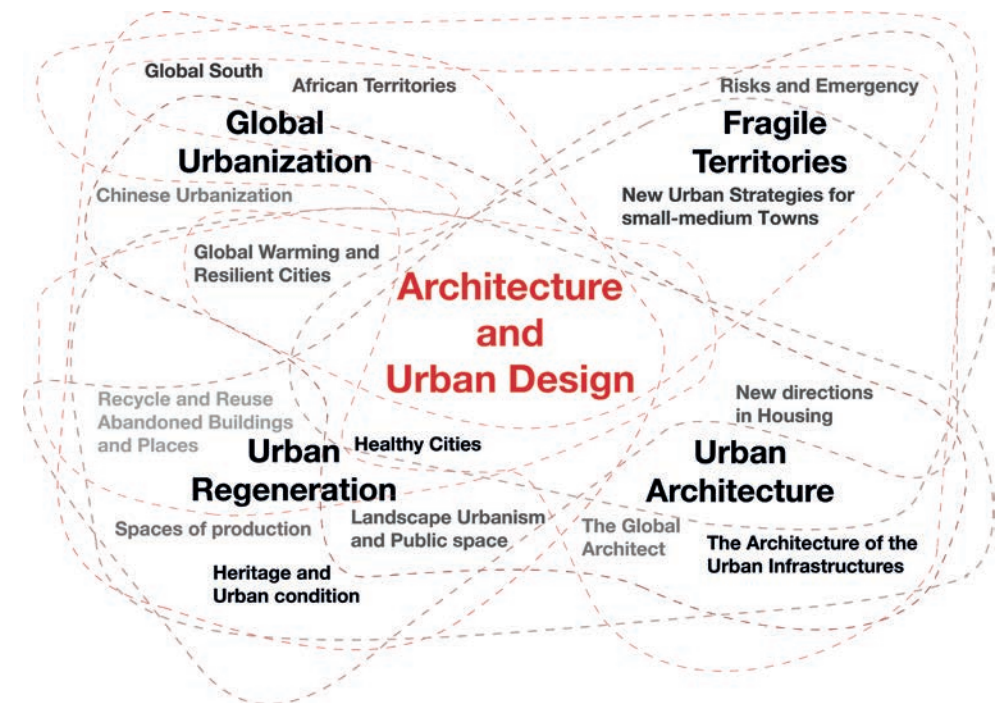 Global South
African Territories
Global
Urbanization
Chinese Urbanization
Global Warming and
Resilient Cities
Risks and Emergency
Fragile
Territories
New Urban Strategies for
small-medium Towns
Architecture
and
Urban Design
Recycle and Reuse
Abandoned Buildings
and Places
Urban
Regeneration
Healthy Cities
Spaces of production
Landscape Urbanism
and Public space
Heritage and
Urban condition
New directions
in Housing
Urban
Architecture
The Global
Architect
The Architecture of the
Urban Infrastructures